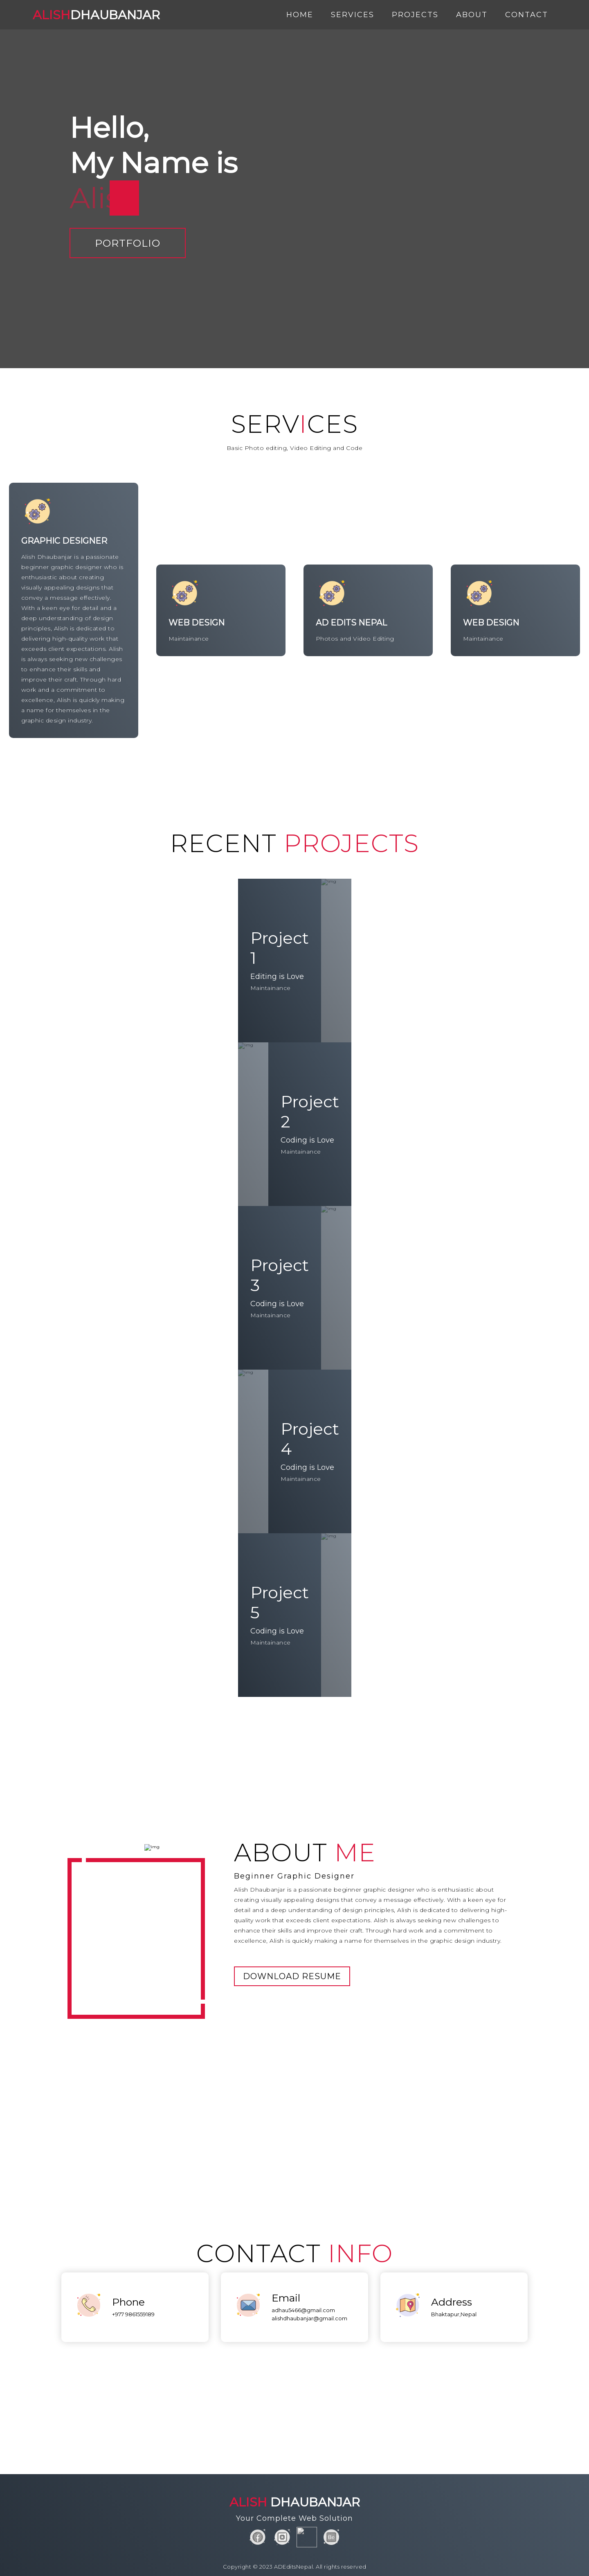 ALISHDHAUBANJAR
HOME SERVICES PROJECTS ABOUT CONTACT
Hello,
My Name is
Alis
PORTFOLIO
SERVICES
Basic Photo editing, Video Editing and Code
GRAPHIC DESIGNER
Alish Dhaubanjar is a passionate
beginner graphic designer who is
enthusiastic about creating
visually appealing designs that
convey a message effectively.
With a keen eye for detail and a
deep understanding of design
principles, Alish is dedicated to
delivering high-quality work that
exceeds client expectations. Alish
is always seeking new challenges
to enhance their skills and
improve their craft. Through hard
work and a commitment to
excellence, Alish is quickly making
a name for themselves in the
graphic design industry.
WEB DESIGN
Maintainance
AD EDITS NEPAL
Photos and Video Editing
WEB DESIGN
Maintainance
RECENT PROJECTS
Project
1
Editing is Love
Maintainance
img
img
Project
2
Coding is Love
Maintainance
Project
3
Coding is Love
Maintainance
img
img
Project
4
Coding is Love
Maintainance
Project
5
Coding is Love
Maintainance
img
img
ABOUT ME
Beginner Graphic Designer
Alish Dhaubanjar is a passionate beginner graphic designer who is enthusiastic about
creating visually appealing designs that convey a message effectively. With a keen eye for
detail and a deep understanding of design principles, Alish is dedicated to delivering high-
quality work that exceeds client expectations. Alish is always seeking new challenges to
enhance their skills and improve their craft. Through hard work and a commitment to
excellence, Alish is quickly making a name for themselves in the graphic design industry.
DOWNLOAD RESUME
CONTACT INFO
Phone
+977 9861559189
Email
adhau5466@gmail.com
alishdhaubanjar@gmail.com
Address
Bhaktapur,Nepal
ALISH DHAUBANJAR
Your Complete Web Solution
Copyright © 2023 ADEditsNepal. All rights reserved